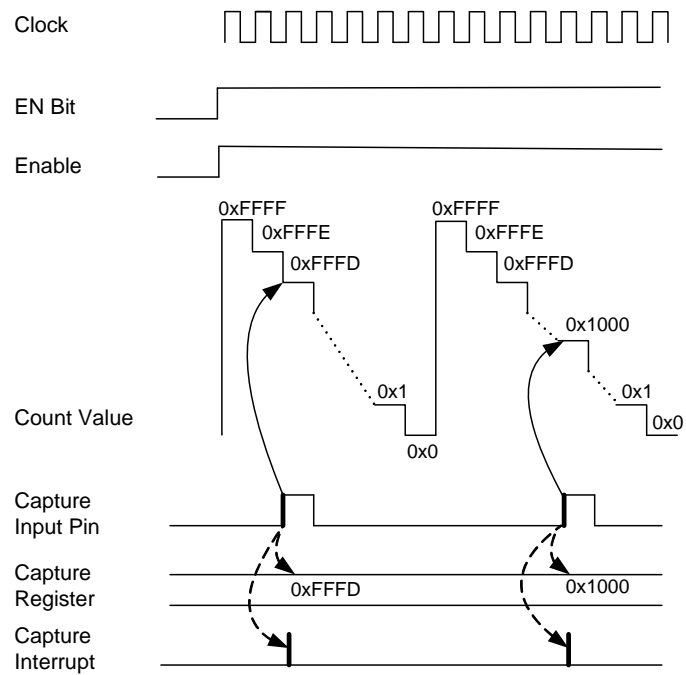 Clock
EN Bit
Enable
0xFFFF
0xFFFF
0xFFFE
0xFFFE
0xFFFD
0xFFFD
0x1000
0x1
0x1
Count Value
0x0
0x0
Capture
Input Pin
Capture
Register
0xFFFD
0x1000
Capture
Interrupt